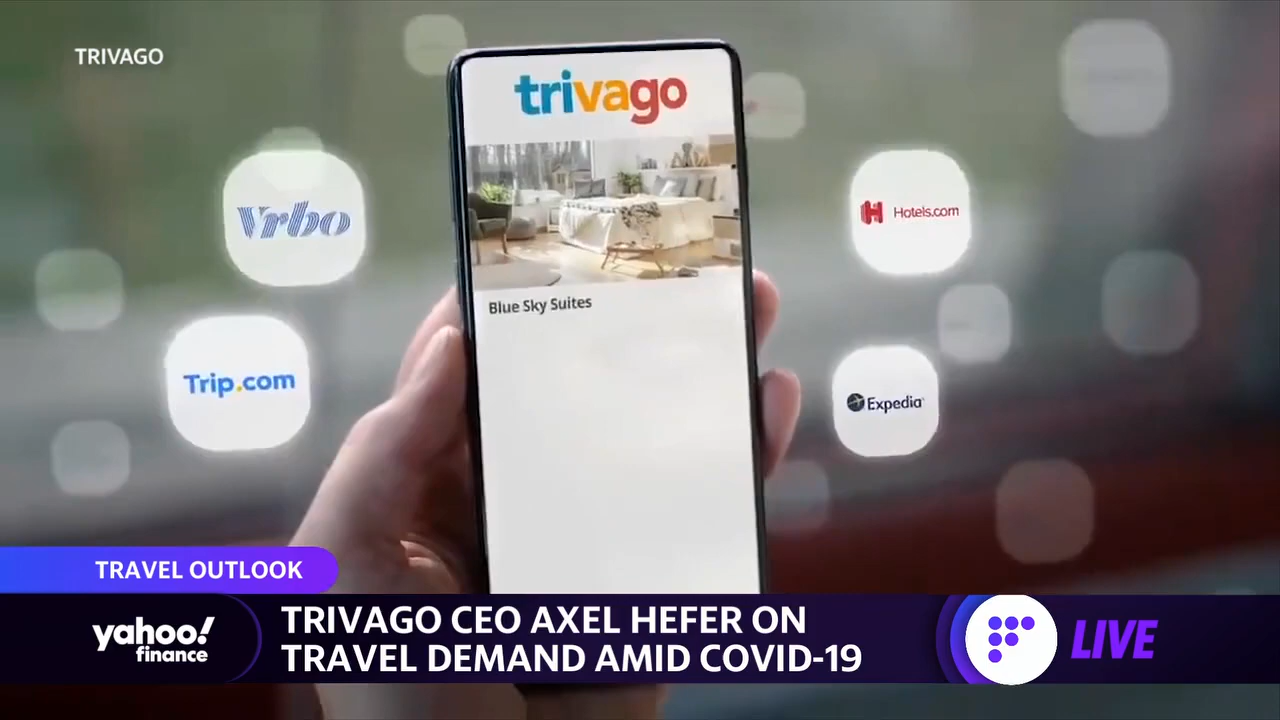 TRIVAGO
trivago
Vrbo
Hotels.com
Blue Sky Suites
Trip.com
Expedia
TRAVEL OUTLOOK
yahoo!
finance
TRIVAGO CEO AXEL HEFER ON
TRAVEL DEMAND AMID COVID-19
LIVE